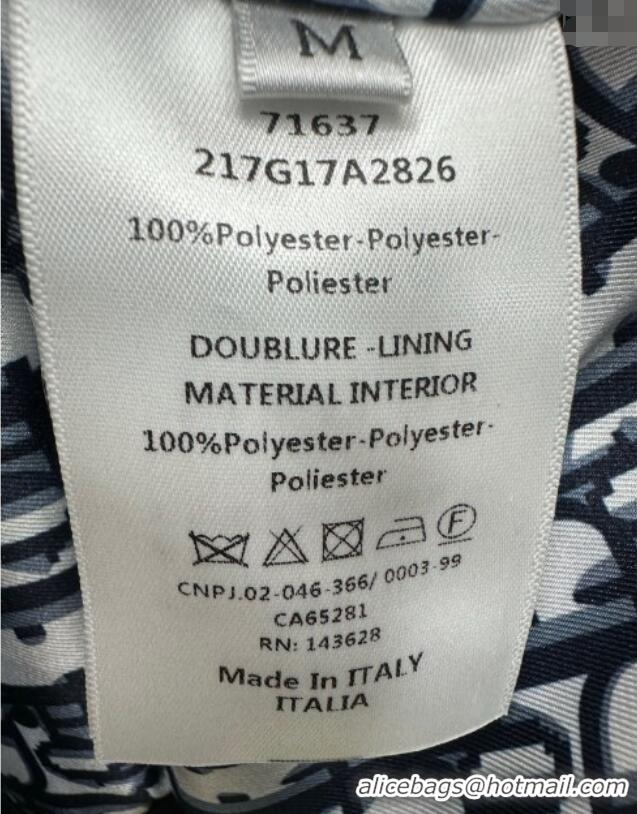 M
71637
217G17A2826
100%Polyester-Polyester-
Poliester
DOUBLURE -LINING
MATERIAL INTERIOR
100%Polyester-Polyester-
Poliester
F
CNPJ.02-046-366/ 0003-99
CA65281
RN: 143628
Made In ITALY
ITALIA
alicebags@hotmail.com